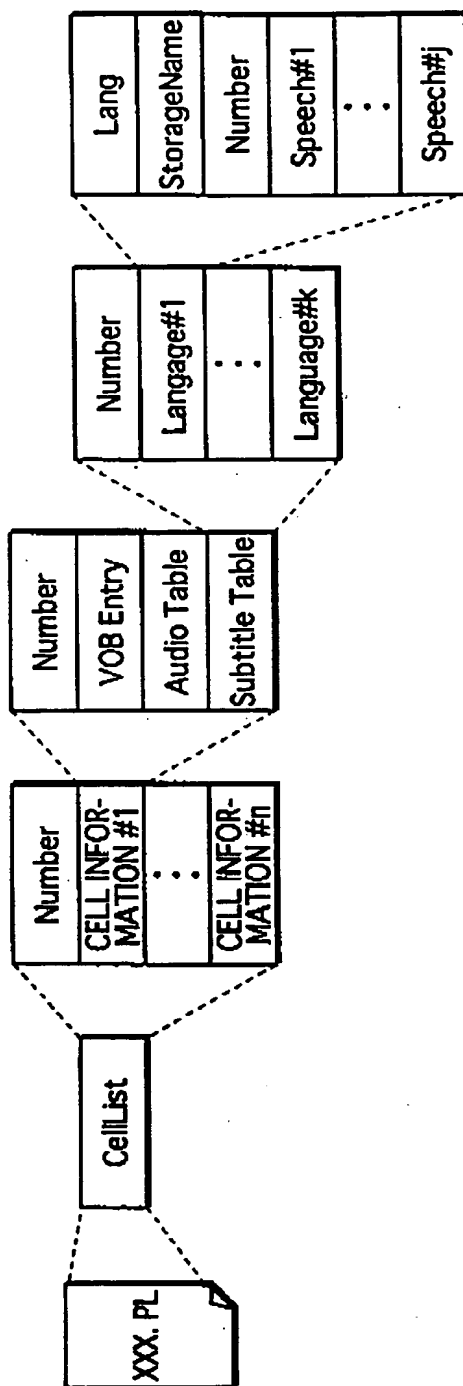 XXX. PL
CellList
Number
CELL INFOR-
MATION #1
...
CELL INFOR-
MATION #n
Number
VOB Entry
Audio Table
Subtitle Table
Number
Langage#1
...
Language#k
Lang
StorageName
Number
Speech#1
...
Speech#j